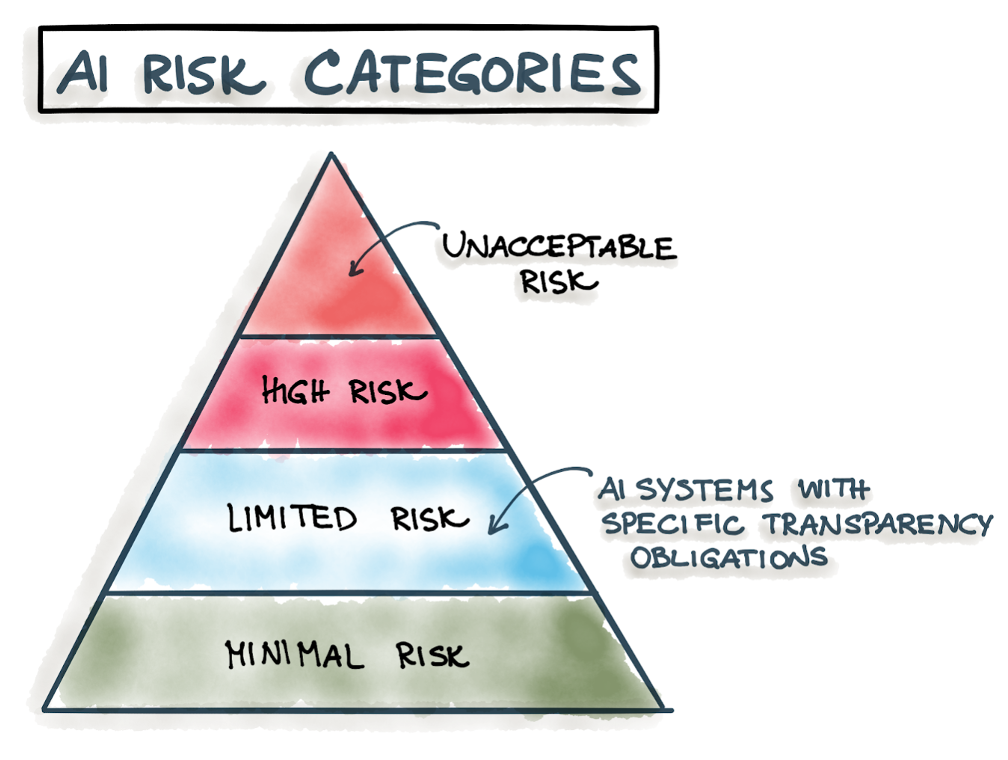 AI RISK CATEGORIES
UNACCEPTABLE
RISK
HIGH RISK
LIMITED RISK
AI SYSTEMS WITH
SPECIFIC TRANSPARENCY
OBLIGATIONS
MINIMAL RISK